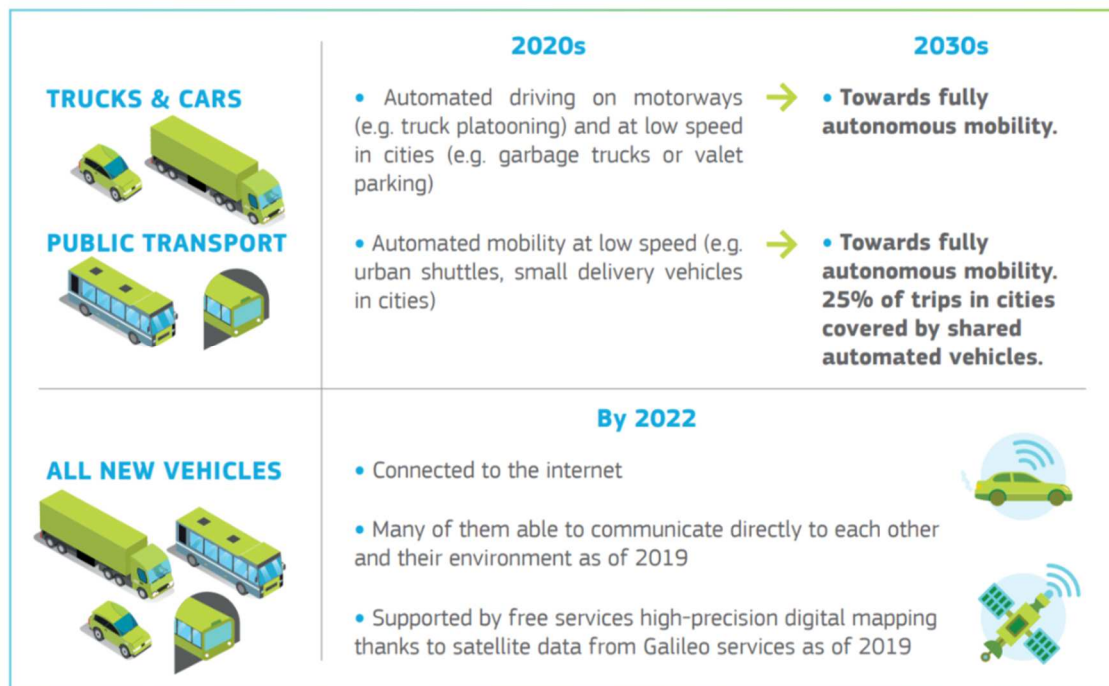 2020s
2030s
TRUCKS & CARS
• Automated driving on motorways
(e.g. truck platooning) and at low speed
in cities (e.g. garbage trucks or valet
parking)
• Towards fully
autonomous mobility.
PUBLIC TRANSPORT
• Automated mobility at low speed (e.g.
urban shuttles, small delivery vehicles
in cities)
• Towards fully
autonomous mobility.
25% of trips in cities
covered by shared
automated vehicles.
By 2022
ALL NEW VEHICLES
• Connected to the internet
• Many of them able to communicate directly to each other
and their environment as of 2019
• Supported by free services high-precision digital mapping
thanks to satellite data from Galileo services as of 2019